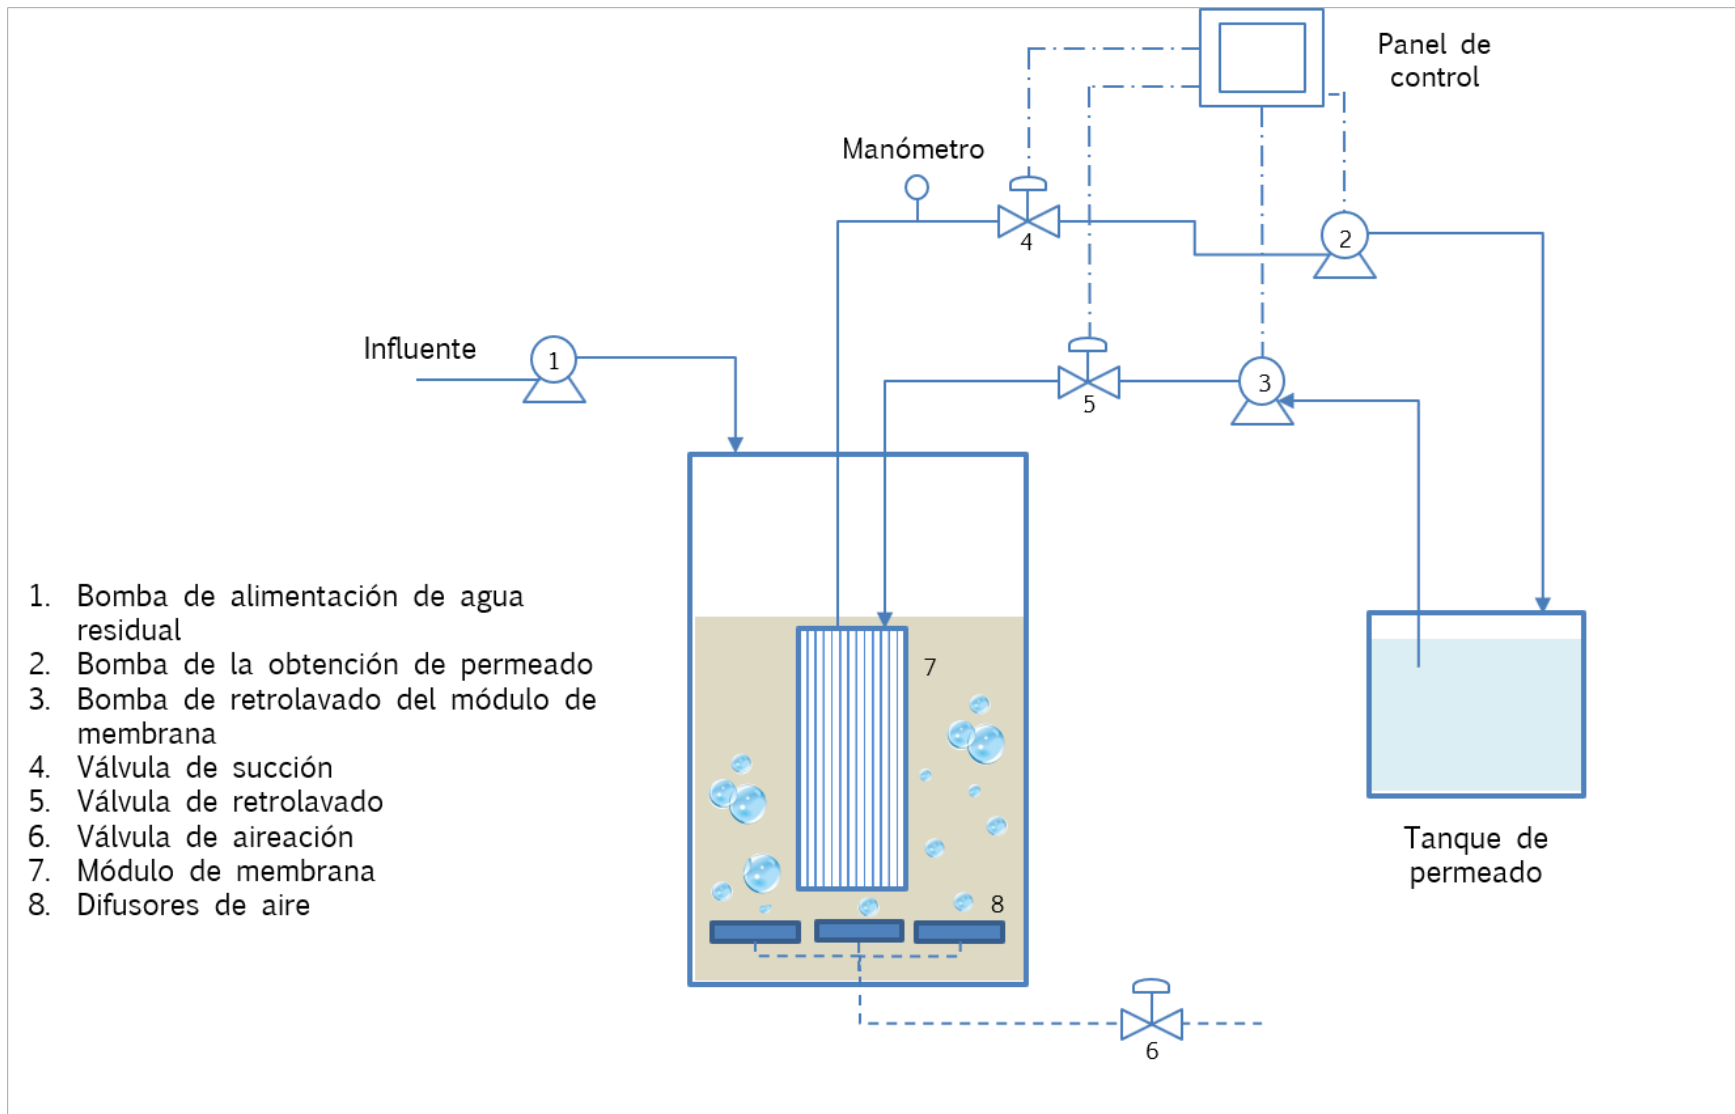 Panel de
control
Manómetro
4
2
Influente
1
3
5
1. Bomba de alimentación de agua
residual
2. Bomba de la obtención de permeado
3. Bomba de retrolavado del módulo de
membrana
4. Válvula de succión
5. Válvula de retrolavado
6. Válvula de aireación
7. Módulo de membrana
8. Difusores de aire
7
8
Tanque de
permeado
6